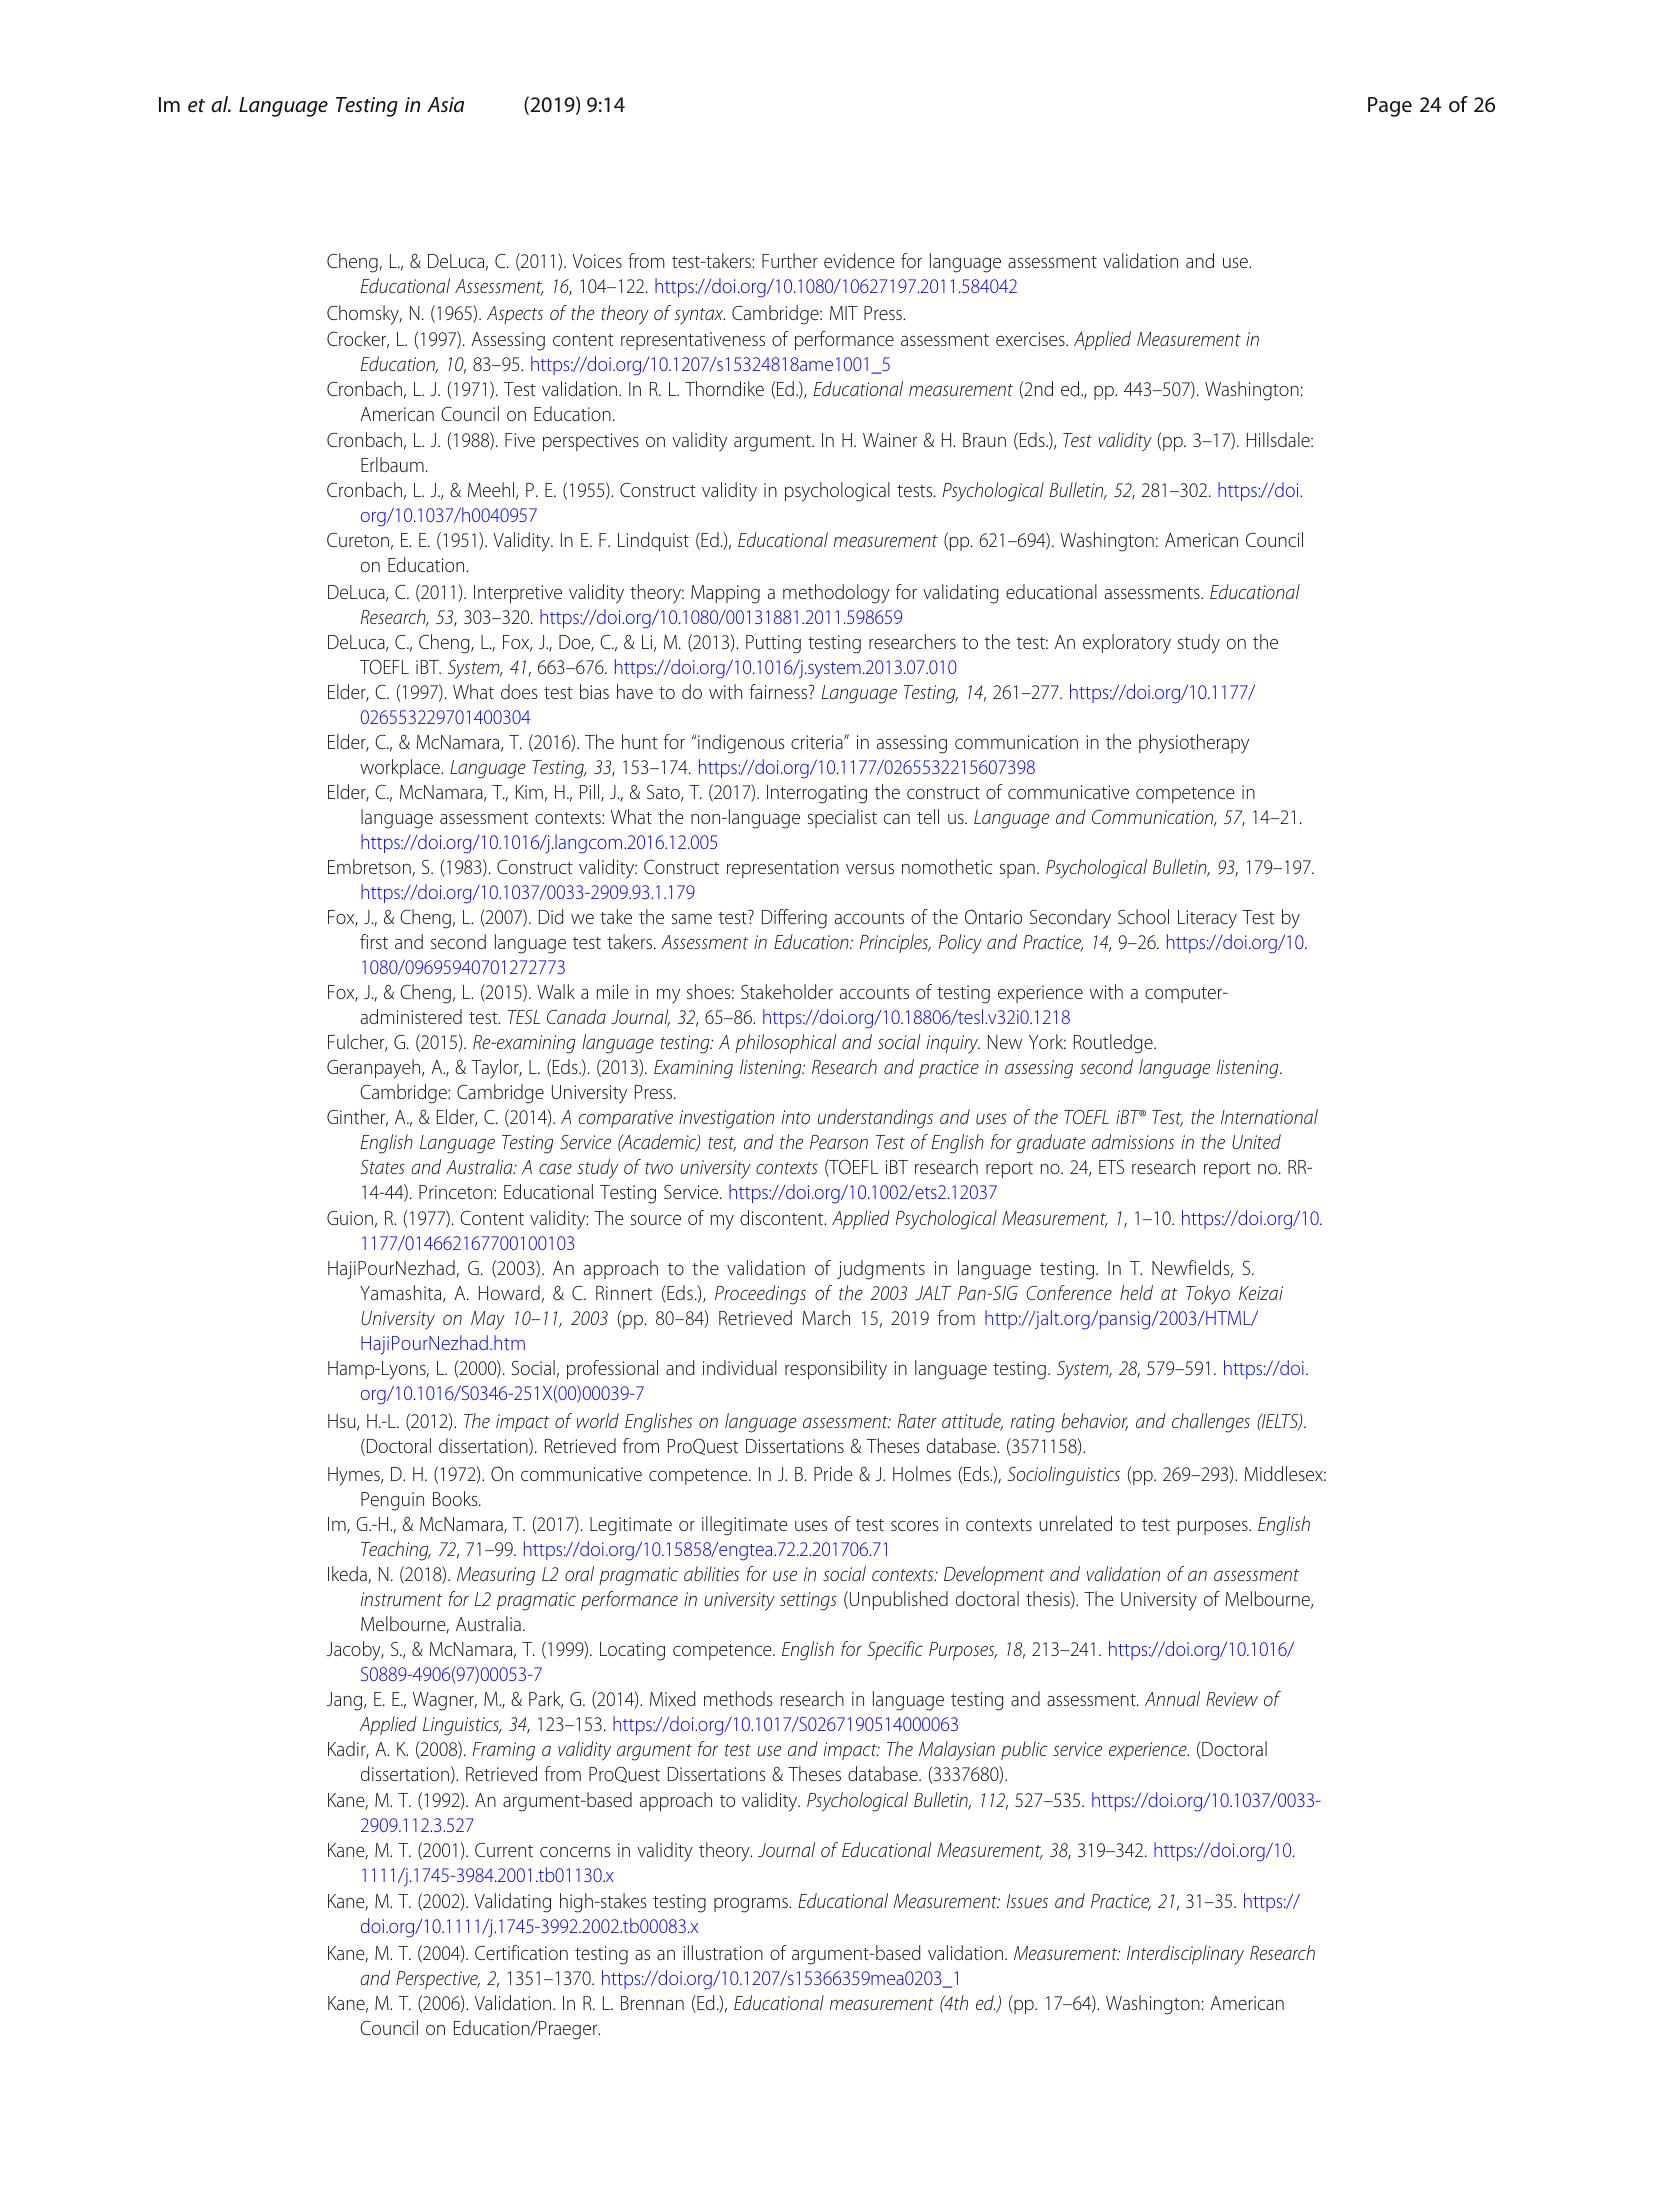 Im et al. Language Testing in Asia (2019) 9:14 Page 24 of 26
Cheng, L., & DeLuca, C. (2011). Voices from test-takers: Further evidence for language assessment validation and use.
Educational Assessment, 16, 104–122. https://doi.org/10.1080/10627197.2011.584042
Chomsky, N. (1965). Aspects of the theory of syntax. Cambridge: MIT Press.
Crocker, L. (1997). Assessing content representativeness of performance assessment exercises. Applied Measurement in
Education, 10, 83–95. https://doi.org/10.1207/s15324818ame1001_5
Cronbach, L. J. (1971). Test validation. In R. L. Thorndike (Ed.), Educational measurement (2nd ed., pp. 443–507). Washington:
American Council on Education.
Cronbach, L. J. (1988). Five perspectives on validity argument. In H. Wainer & H. Braun (Eds.), Test validity (pp. 3–17). Hillsdale:
Erlbaum.
Cronbach, L. J., & Meehl, P. E. (1955). Construct validity in psychological tests. Psychological Bulletin, 52, 281–302. https://doi.
org/10.1037/h0040957
Cureton, E. E. (1951). Validity. In E. F. Lindquist (Ed.), Educational measurement (pp. 621–694). Washington: American Council
on Education.
DeLuca, C. (2011). Interpretive validity theory: Mapping a methodology for validating educational assessments. Educational
Research, 53, 303–320. https://doi.org/10.1080/00131881.2011.598659
DeLuca, C., Cheng, L., Fox, J., Doe, C., & Li, M. (2013). Putting testing researchers to the test: An exploratory study on the
TOEFL iBT. System, 41, 663–676. https://doi.org/10.1016/j.system.2013.07.010
Elder, C. (1997). What does test bias have to do with fairness? Language Testing, 14, 261–277. https://doi.org/10.1177/
026553229701400304
Elder, C., & McNamara, T. (2016). The hunt for “indigenous criteria” in assessing communication in the physiotherapy
workplace. Language Testing, 33, 153–174. https://doi.org/10.1177/0265532215607398
Elder, C., McNamara, T., Kim, H., Pill, J., & Sato, T. (2017). Interrogating the construct of communicative competence in
language assessment contexts: What the non-language specialist can tell us. Language and Communication, 57, 14–21.
https://doi.org/10.1016/j.langcom.2016.12.005
Embretson, S. (1983). Construct validity: Construct representation versus nomothetic span. Psychological Bulletin, 93, 179–197.
https://doi.org/10.1037/0033-2909.93.1.179
Fox, J., & Cheng, L. (2007). Did we take the same test? Differing accounts of the Ontario Secondary School Literacy Test by
first and second language test takers. Assessment in Education: Principles, Policy and Practice, 14, 9–26. https://doi.org/10.
1080/09695940701272773
Fox, J., & Cheng, L. (2015). Walk a mile in my shoes: Stakeholder accounts of testing experience with a computer-
administered test. TESL Canada Journal, 32, 65–86. https://doi.org/10.18806/tesl.v32i0.1218
Fulcher, G. (2015). Re-examining language testing: A philosophical and social inquiry. New York: Routledge.
Geranpayeh, A., & Taylor, L. (Eds.). (2013). Examining listening: Research and practice in assessing second language listening.
Cambridge: Cambridge University Press.
Ginther, A., & Elder, C. (2014). A comparative investigation into understandings and uses of the TOEFL iBT® Test, the International
English Language Testing Service (Academic) test, and the Pearson Test of English for graduate admissions in the United
States and Australia: A case study of two university contexts (TOEFL iBT research report no. 24, ETS research report no. RR-
14-44). Princeton: Educational Testing Service. https://doi.org/10.1002/ets2.12037
Guion, R. (1977). Content validity: The source of my discontent. Applied Psychological Measurement, 1, 1–10. https://doi.org/10.
1177/014662167700100103
HajiPourNezhad, G. (2003). An approach to the validation of judgments in language testing. In T. Newfields, S.
Yamashita, A. Howard, & C. Rinnert (Eds.), Proceedings of the 2003 JALT Pan-SIG Conference held at Tokyo Keizai
University on May 10–11, 2003 (pp. 80–84) Retrieved March 15, 2019 from http://jalt.org/pansig/2003/HTML/
HajiPourNezhad.htm
Hamp-Lyons, L. (2000). Social, professional and individual responsibility in language testing. System, 28, 579–591. https://doi.
org/10.1016/S0346-251X(00)00039-7
Hsu, H.-L. (2012). The impact of world Englishes on language assessment: Rater attitude, rating behavior, and challenges (IELTS).
(Doctoral dissertation). Retrieved from ProQuest Dissertations & Theses database. (3571158).
Hymes, D. H. (1972). On communicative competence. In J. B. Pride & J. Holmes (Eds.), Sociolinguistics (pp. 269–293). Middlesex:
Penguin Books.
Im, G.-H., & McNamara, T. (2017). Legitimate or illegitimate uses of test scores in contexts unrelated to test purposes. English
Teaching, 72, 71–99. https://doi.org/10.15858/engtea.72.2.201706.71
Ikeda, N. (2018). Measuring L2 oral pragmatic abilities for use in social contexts: Development and validation of an assessment
instrument for L2 pragmatic performance in university settings (Unpublished doctoral thesis). The University of Melbourne,
Melbourne, Australia.
Jacoby, S., & McNamara, T. (1999). Locating competence. English for Specific Purposes, 18, 213–241. https://doi.org/10.1016/
S0889-4906(97)00053-7
Jang, E. E., Wagner, M., & Park, G. (2014). Mixed methods research in language testing and assessment. Annual Review of
Applied Linguistics, 34, 123–153. https://doi.org/10.1017/S0267190514000063
Kadir, A. K. (2008). Framing a validity argument for test use and impact: The Malaysian public service experience. (Doctoral
dissertation). Retrieved from ProQuest Dissertations & Theses database. (3337680).
Kane, M. T. (1992). An argument-based approach to validity. Psychological Bulletin, 112, 527–535. https://doi.org/10.1037/0033-
2909.112.3.527
Kane, M. T. (2001). Current concerns in validity theory. Journal of Educational Measurement, 38, 319–342. https://doi.org/10.
1111/j.1745-3984.2001.tb01130.x
Kane, M. T. (2002). Validating high-stakes testing programs. Educational Measurement: Issues and Practice, 21, 31–35. https://
doi.org/10.1111/j.1745-3992.2002.tb00083.x
Kane, M. T. (2004). Certification testing as an illustration of argument-based validation. Measurement: Interdisciplinary Research
and Perspective, 2, 1351–1370. https://doi.org/10.1207/s15366359mea0203_1
Kane, M. T. (2006). Validation. In R. L. Brennan (Ed.), Educational measurement (4th ed.) (pp. 17–64). Washington: American
Council on Education/Praeger.